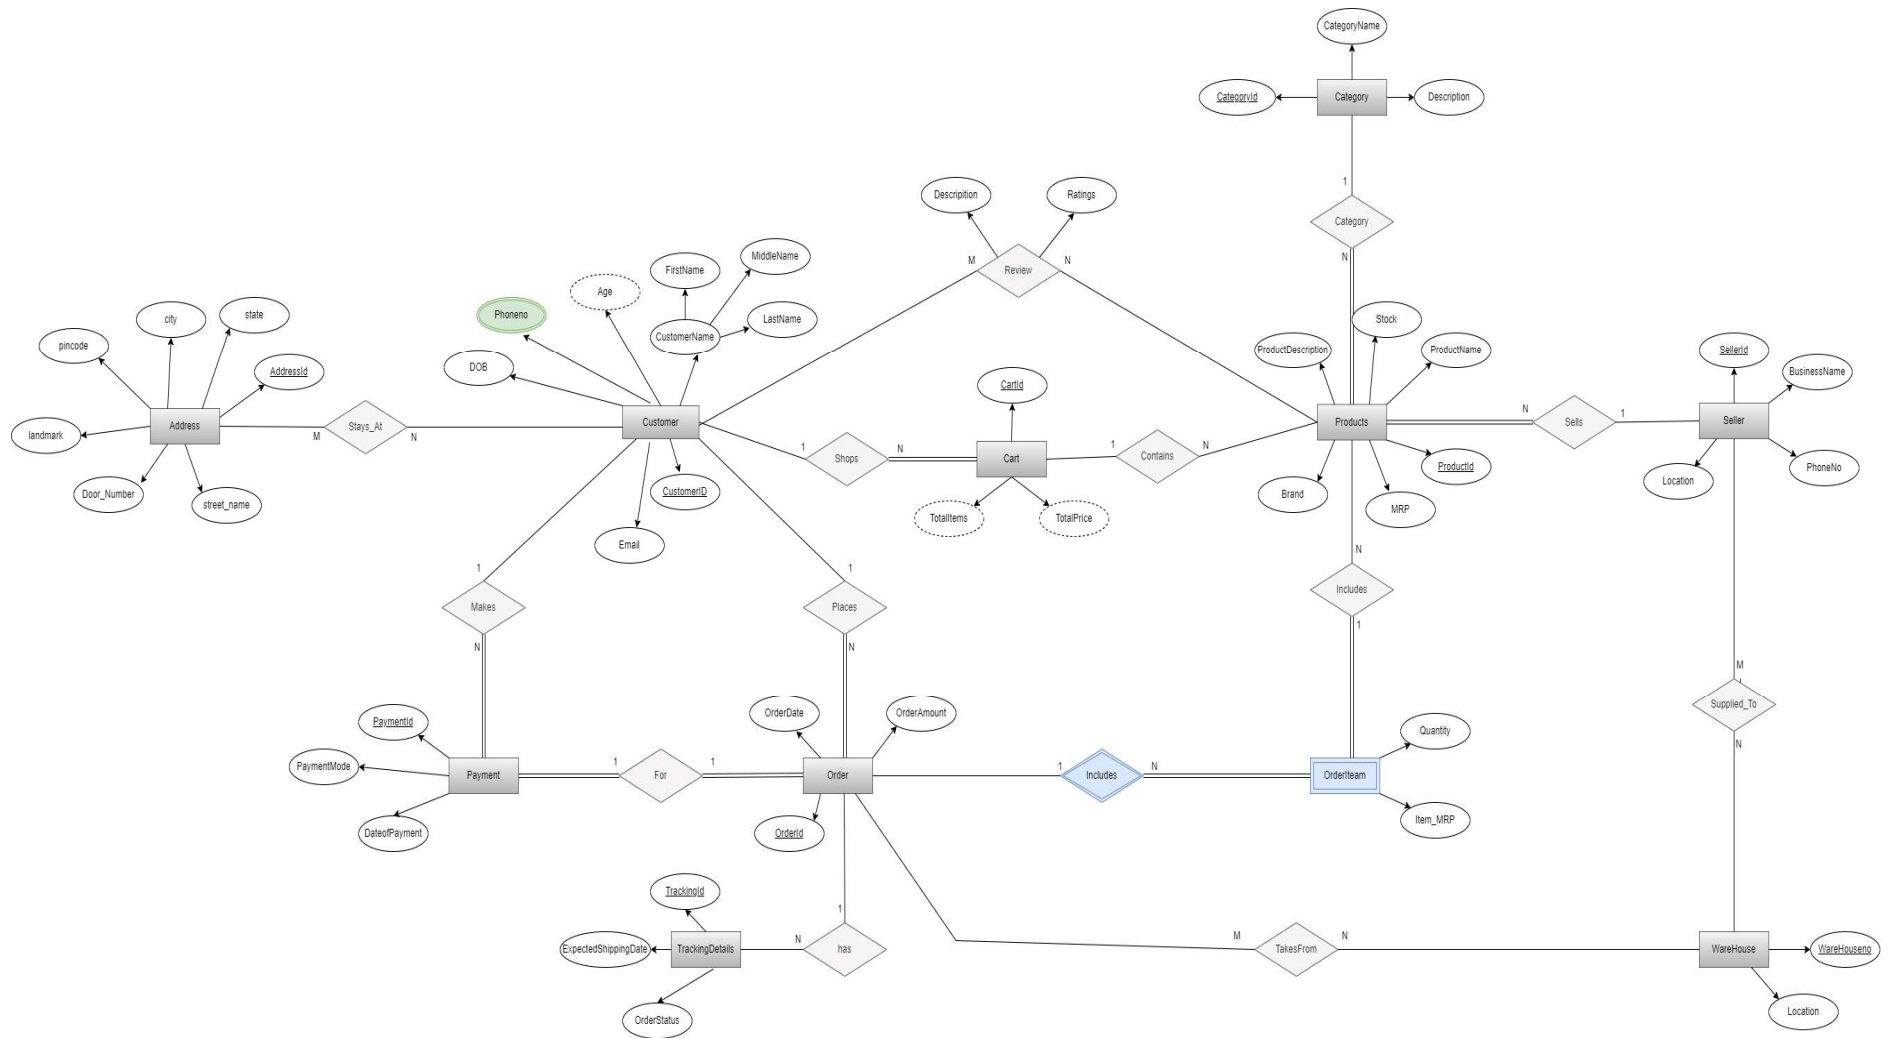 CategoryName
CategoryId
Category
Description
1
Category
N
Descripition
Ratings
M
Review
N
FirstName
MiddleName
Age
Phoneno
CustomerName
LastName
DOB
city
state
pincode
AddressId
landmark
Address
Door_Number
street_name
M
Stays_At
N
Customer
CustomerID
Email
1
Shops
N
CartId
Cart
TotalItems
TotalPrice
1
Contains
N
Stock
ProductDescription
ProductName
Products
ProductId
Brand
MRP
N
Sells
1
SellerId
BusinessName
Seller
Location
PhoneNo
1
Makes
N
1
Places
N
N
Includes
1
M
Supplied_To
N
PaymentId
PaymentMode
Payment
DateofPayment
1
For
1
OrderDate
OrderAmount
Order
OrderId
1
Includes
N
Quantity
OrderIteam
Item_MRP
1
has
N
TrackingId
ExpectedShippingDate
TrackingDetails
OrderStatus
M
TakesFrom
N
WareHouse
WareHouseno
Location